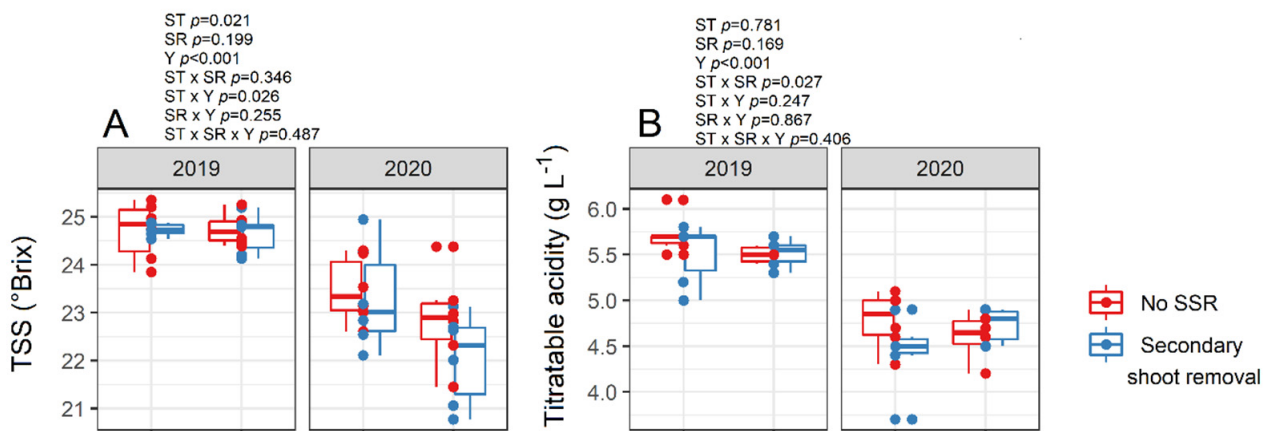 ST p=0.021
SR p=0.199
Y p<0.001
ST x SR p=0.346
ST x Y p=0.026
SR x Y p=0.255
ST x SR x Y p=0.487
A
2019
2020
TSS (°Brix)
25
24
23
22
21
ST p=0.781
SR p=0.169
Y p<0.001
ST x SR p=0.027
ST x Y p=0.247
SR x Y p=0.867
ST x SR x Y p=0.406
B
2019
2020
Titratable acidity (g L⁻¹)
6.0
5.5
5.0
4.5
4.0
No SSR
Secondary
shoot removal